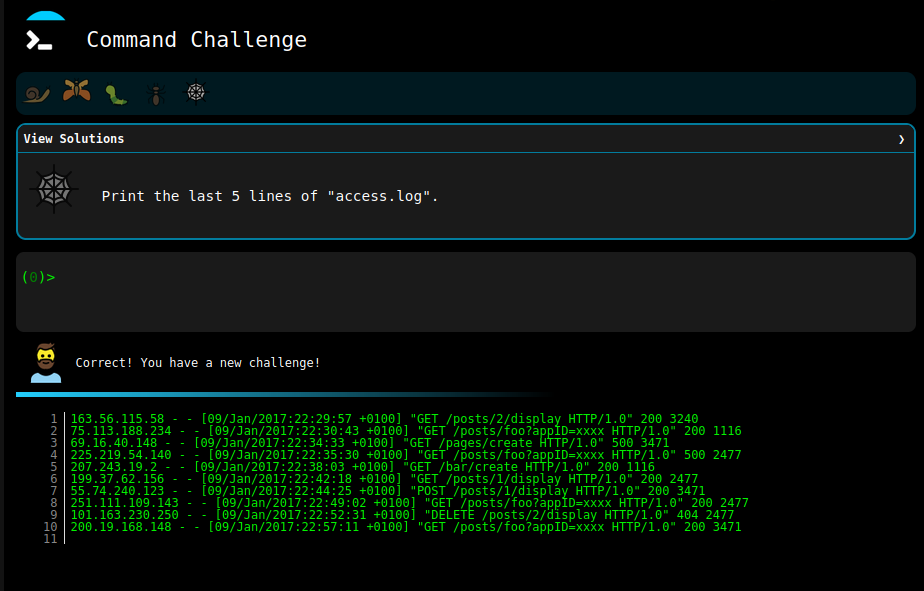 Command Challenge
View Solutions ❯
Print the last 5 lines of "access.log".
(0)>
Correct! You have a new challenge!
1 163.56.115.58 - - [09/Jan/2017:22:29:57 +0100] "GET /posts/2/display HTTP/1.0" 200 3240
2 75.113.188.234 - - [09/Jan/2017:22:30:43 +0100] "GET /posts/foo?appID=xxxx HTTP/1.0" 200 1116
3 69.16.40.148 - - [09/Jan/2017:22:34:33 +0100] "GET /pages/create HTTP/1.0" 500 3471
4 225.219.54.140 - - [09/Jan/2017:22:35:30 +0100] "GET /posts/foo?appID=xxxx HTTP/1.0" 500 2477
5 207.243.19.2 - - [09/Jan/2017:22:38:03 +0100] "GET /bar/create HTTP/1.0" 200 1116
6 199.37.62.156 - - [09/Jan/2017:22:42:18 +0100] "GET /posts/1/display HTTP/1.0" 200 2477
7 55.74.240.123 - - [09/Jan/2017:22:44:25 +0100] "POST /posts/1/display HTTP/1.0" 200 3471
8 251.111.109.143 - - [09/Jan/2017:22:49:02 +0100] "GET /posts/foo?appID=xxxx HTTP/1.0" 200 2477
9 101.163.230.250 - - [09/Jan/2017:22:52:31 +0100] "DELETE /posts/2/display HTTP/1.0" 404 2477
10 200.19.168.148 - - [09/Jan/2017:22:57:11 +0100] "GET /posts/foo?appID=xxxx HTTP/1.0" 200 3471
11